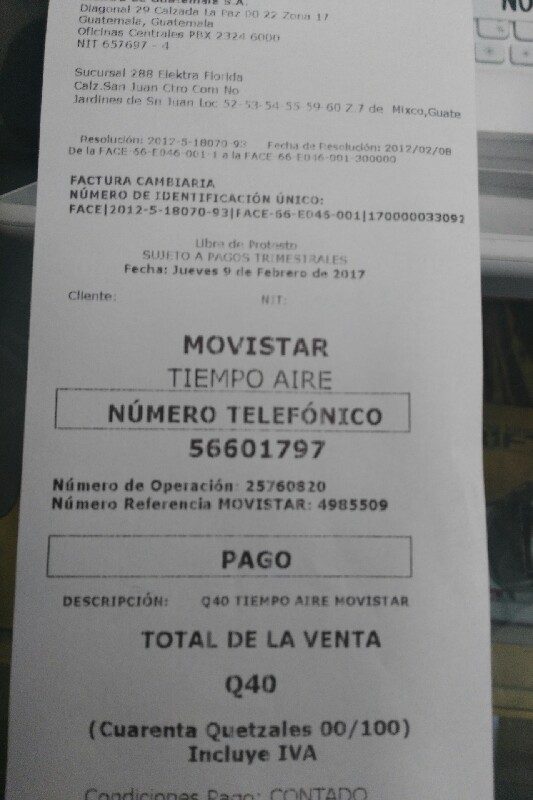 de Guatemala S.A.
Diagonal 29 Calzada La Paz 00 22 Zona 17
Guatemala, Guatemala
Oficinas Centrales PBX 2324 6000
NIT 657697 - 4
Sucursal 288 Elektra Florida
Calz.San Juan Ctro Com No
Jardines de Sn Juan Loc 52-53-54-55-59-60 Z.7 de Mixco,Guate
Resolución: 2012-5-18070-93 Fecha de Resolución: 2012/02/08
De la FACE-66-E046-001-1 a la FACE-66-E046-001-300000
FACTURA CAMBIARIA
NÚMERO DE IDENTIFICACIÓN ÚNICO:
FACE|2012-5-18070-93|FACE-66-E045-001|170000033092
Libre de Protesto
SUJETO A PAGOS TRIMESTRALES
Fecha: Jueves 9 de Febrero de 2017
Cliente: NIT:
MOVISTAR
TIEMPO AIRE
NÚMERO TELEFÓNICO
56601797
Número de Operación: 25760820
Número Referencia MOVISTAR: 4985509
PAGO
DESCRIPCIÓN: Q40 TIEMPO AIRE MOVISTAR
TOTAL DE LA VENTA
Q40
(Cuarenta Quetzales 00/100)
Incluye IVA
Condiciones Pago: CONTADO